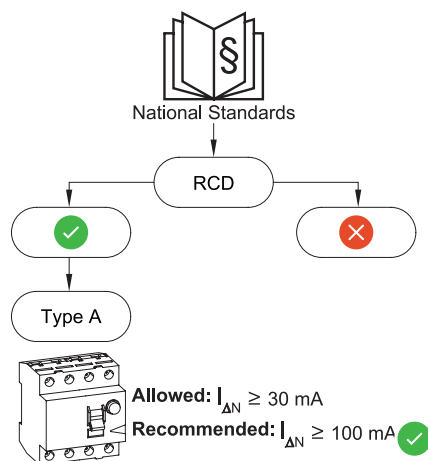 §
National Standards
RCD
Type A
Allowed: IΔN ≥ 30 mA
Recommended: IΔN ≥ 100 mA